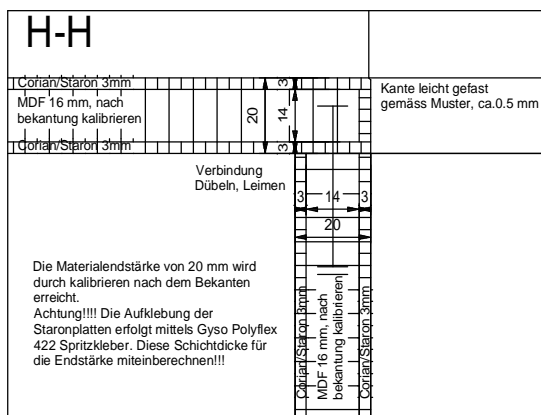 H-H
Corian/Staron 3mm
MDF 16 mm, nach
bekantung kalibrieren
Corian/Staron 3mm
20
3
14
3
Kante leicht gefast
gemäss Muster, ca.0.5 mm
Verbindung
Dübeln, Leimen
3
14
3
20
Die Materialendstärke von 20 mm wird
durch kalibrieren nach dem Bekanten
erreicht.
Achtung!!!! Die Aufklebung der
Staronplatten erfolgt mittels Gyso Polyflex
422 Spritzkleber. Diese Schichtdicke für
die Endstärke miteinberechnen!!!
Corian/Staron 3mm
MDF 16 mm, nach
bekantung kalibrieren
Corian/Staron 3mm